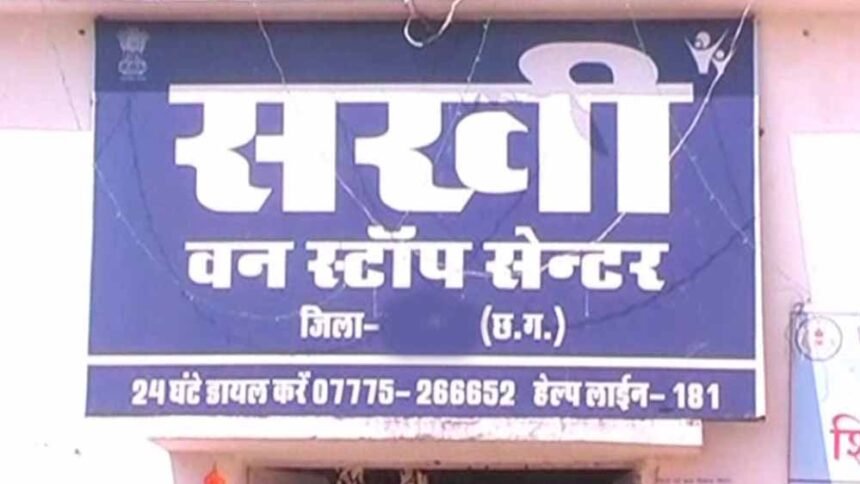 सखी
वन स्टॉप सेन्टर
जिला- (छ.ग.)
24 घंटे डायल करें 07775-266652 हेल्प लाईन-181
शि